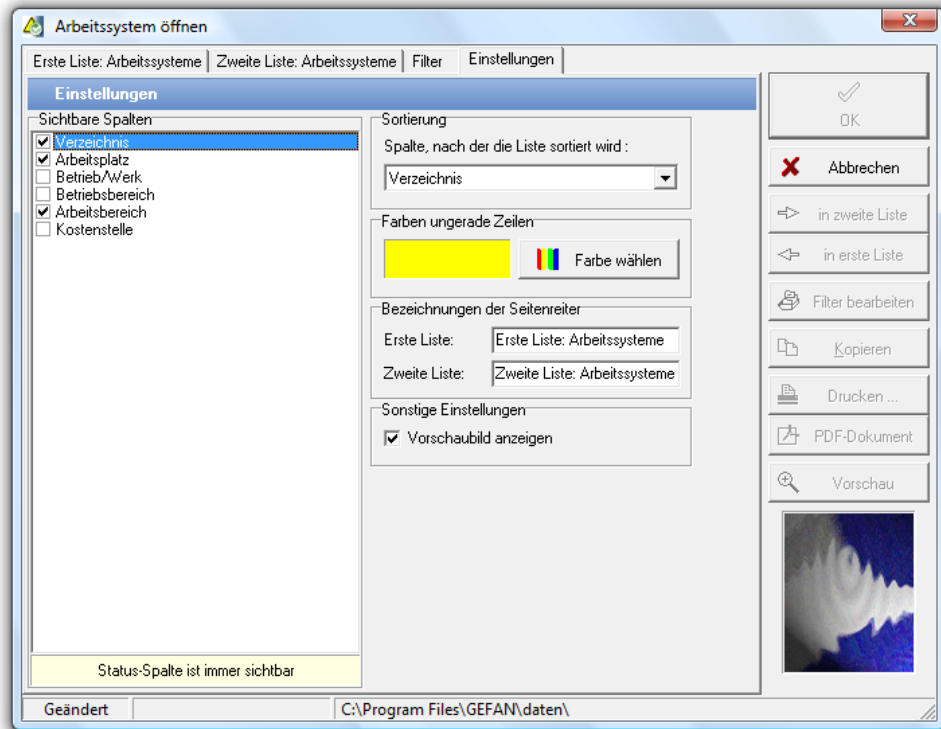 Arbeitssystem öffnen
Erste Liste: Arbeitssysteme
Zweite Liste: Arbeitssysteme
Filter
Einstellungen
Einstellungen
Sichtbare Spalten
Verzeichnis
Arbeitsplatz
Betrieb/Werk
Betriebsbereich
Arbeitsbereich
Kostenstelle
Status-Spalte ist immer sichtbar
Sortierung
Spalte, nach der die Liste sortiert wird :
Verzeichnis
Farben ungerade Zeilen
Farbe wählen
Bezeichnungen der Seitenreiter
Erste Liste:
Erste Liste: Arbeitssysteme
Zweite Liste:
Zweite Liste: Arbeitssysteme
Sonstige Einstellungen
Vorschaubild anzeigen
OK
Abbrechen
in zweite Liste
in erste Liste
Filter bearbeiten
Kopieren
Drucken ...
PDF-Dokument
Vorschau
Geändert
C:\Program Files\GEFAN\daten\